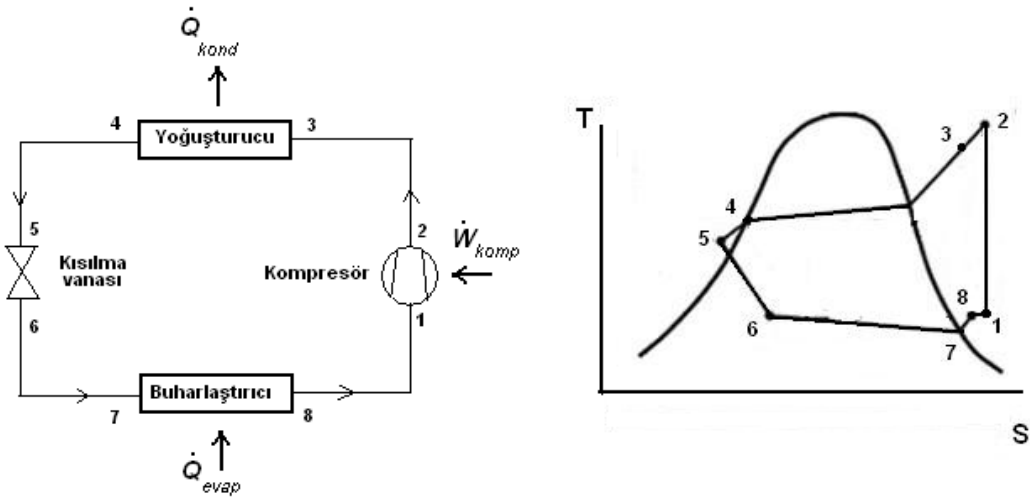 Q̇ kond
4 Yoğuşturucu 3
5
Kısılma
vanası
6
2
Kompresör
Ẇ komp
1
7 Buharlaştırıcı 8
Q̇ evap
T
2
3
4
5
6
8
1
7
S